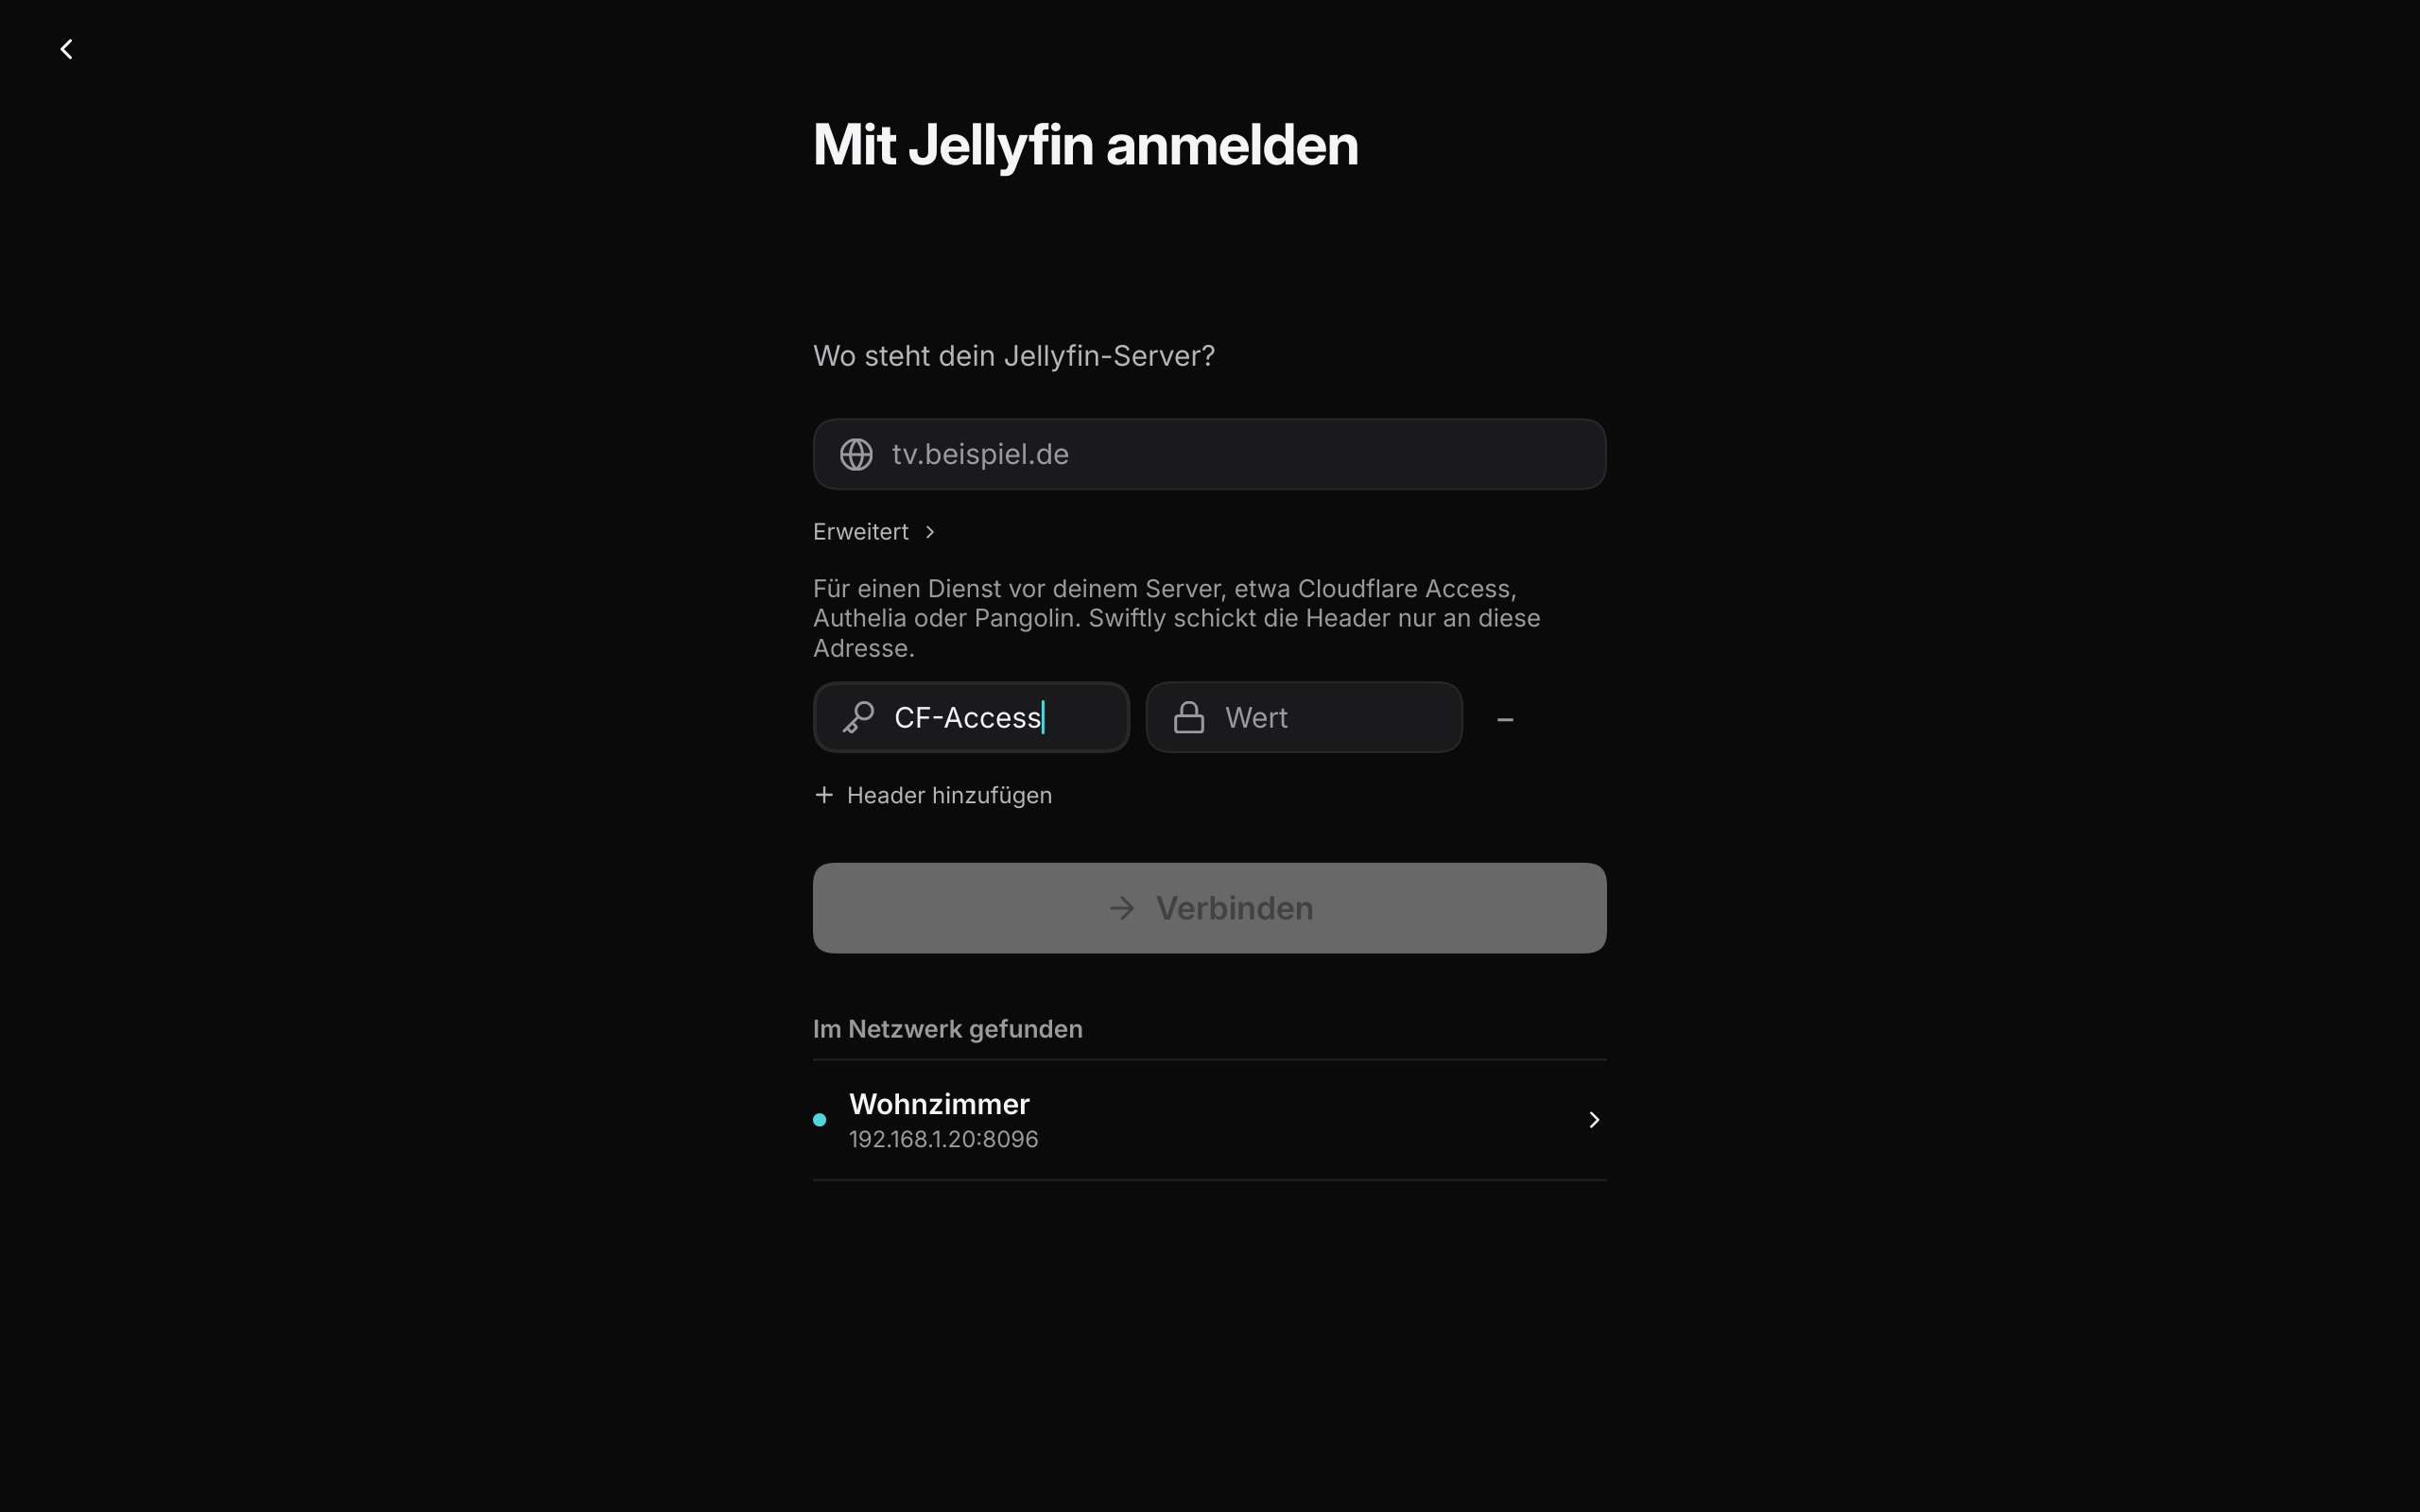 Mit Jellyfin anmelden
Wo steht dein Jellyfin-Server?
tv.beispiel.de
Erweitert
Für einen Dienst vor deinem Server, etwa Cloudflare Access,
Authelia oder Pangolin. Swiftly schickt die Header nur an diese
Adresse.
CF-Access
Wert
Header hinzufügen
Verbinden
Im Netzwerk gefunden
Wohnzimmer
192.168.1.20:8096